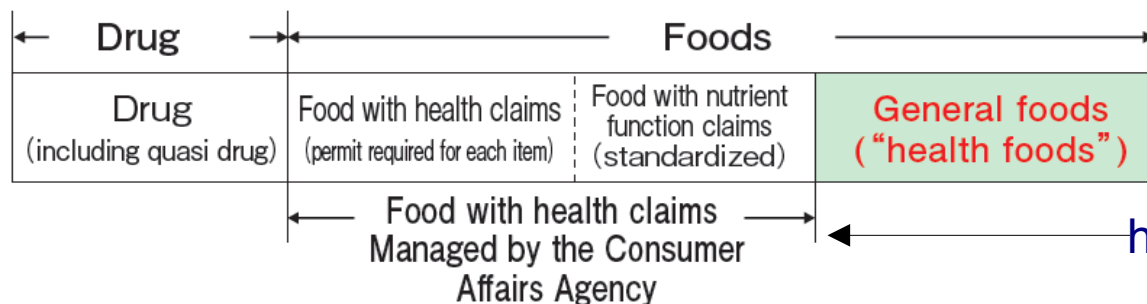 Drug
Foods
Drug
(including quasi drug)
Food with health claims
(permit required for each item)
Food with nutrient
function claims
(standardized)
General foods
(“health foods”)
Food with health claims
Managed by the Consumer
Affairs Agency
h